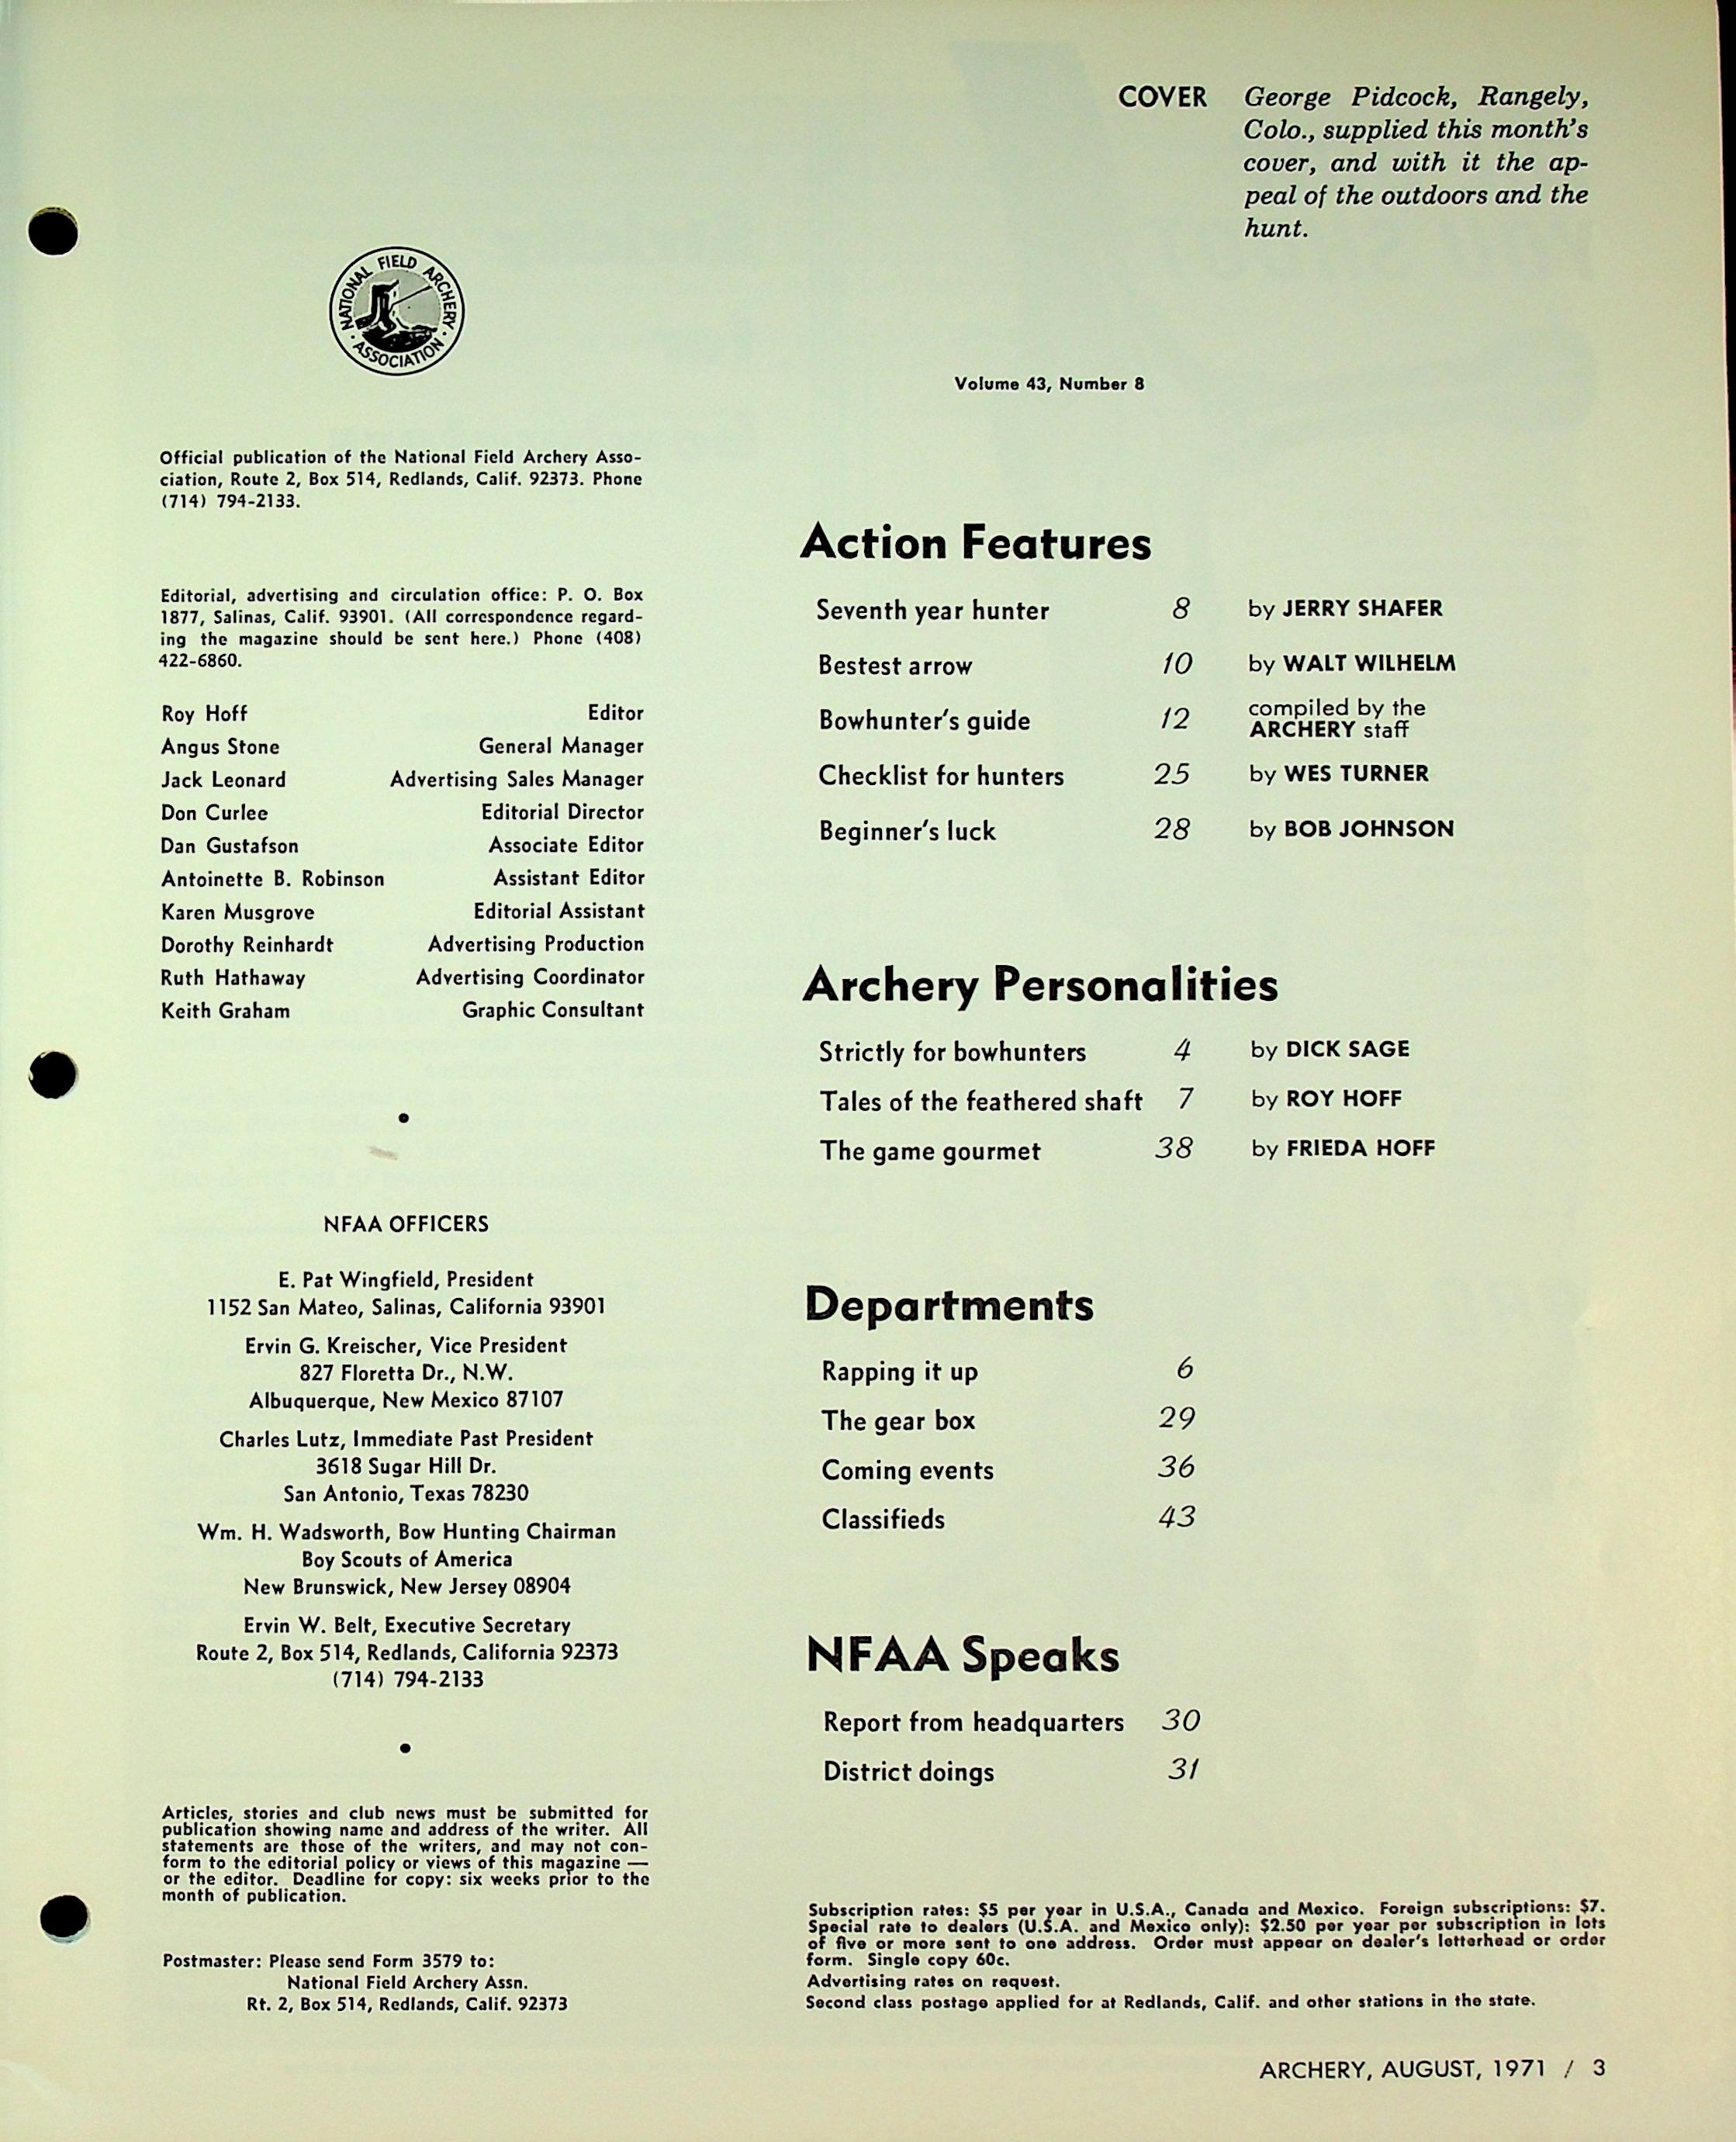 COVER George Pidcock, Rangely,
Colo., supplied this month's
cover, and with it the ap-
peal of the outdoors and the
hunt.
NATIONAL FIELD ARCHERY
ASSOCIATION
Volume 43, Number 8
Official publication of the National Field Archery Asso-
ciation, Route 2, Box 514, Redlands, Calif. 92373. Phone
(714) 794-2133.
Editorial, advertising and circulation office: P. O. Box
1877, Salinas, Calif. 93901. (All correspondence regard-
ing the magazine should be sent here.) Phone (408)
422-6860.
Roy Hoff Editor
Angus Stone General Manager
Jack Leonard Advertising Sales Manager
Don Curlee Editorial Director
Dan Gustafson Associate Editor
Antoinette B. Robinson Assistant Editor
Karen Musgrove Editorial Assistant
Dorothy Reinhardt Advertising Production
Ruth Hathaway Advertising Coordinator
Keith Graham Graphic Consultant
NFAA OFFICERS
E. Pat Wingfield, President
1152 San Mateo, Salinas, California 93901
Ervin G. Kreischer, Vice President
827 Floretta Dr., N.W.
Albuquerque, New Mexico 87107
Charles Lutz, Immediate Past President
3618 Sugar Hill Dr.
San Antonio, Texas 78230
Wm. H. Wadsworth, Bow Hunting Chairman
Boy Scouts of America
New Brunswick, New Jersey 08904
Ervin W. Belt, Executive Secretary
Route 2, Box 514, Redlands, California 92373
(714) 794-2133
Articles, stories and club news must be submitted for
publication showing name and address of the writer. All
statements are those of the writers, and may not con-
form to the editorial policy or views of this magazine —
or the editor. Deadline for copy: six weeks prior to the
month of publication.
Postmaster: Please send Form 3579 to:
National Field Archery Assn.
Rt. 2, Box 514, Redlands, Calif. 92373
Action Features
Seventh year hunter 8 by JERRY SHAFER
Bestest arrow 10 by WALT WILHELM
Bowhunter's guide 12 compiled by the
ARCHERY staff
Checklist for hunters 25 by WES TURNER
Beginner's luck 28 by BOB JOHNSON
Archery Personalities
Strictly for bowhunters 4 by DICK SAGE
Tales of the feathered shaft 7 by ROY HOFF
The game gourmet 38 by FRIEDA HOFF
Departments
Rapping it up 6
The gear box 29
Coming events 36
Classifieds 43
NFAA Speaks
Report from headquarters 30
District doings 31
Subscription rates: $5 per year in U.S.A., Canada and Mexico. Foreign subscriptions: $7.
Special rate to dealers (U.S.A. and Mexico only): $2.50 per year per subscription in lots
of five or more sent to one address. Order must appear on dealer's letterhead or order
form. Single copy 60c.
Advertising rates on request.
Second class postage applied for at Redlands, Calif. and other stations in the state.
ARCHERY, AUGUST, 1971 / 3